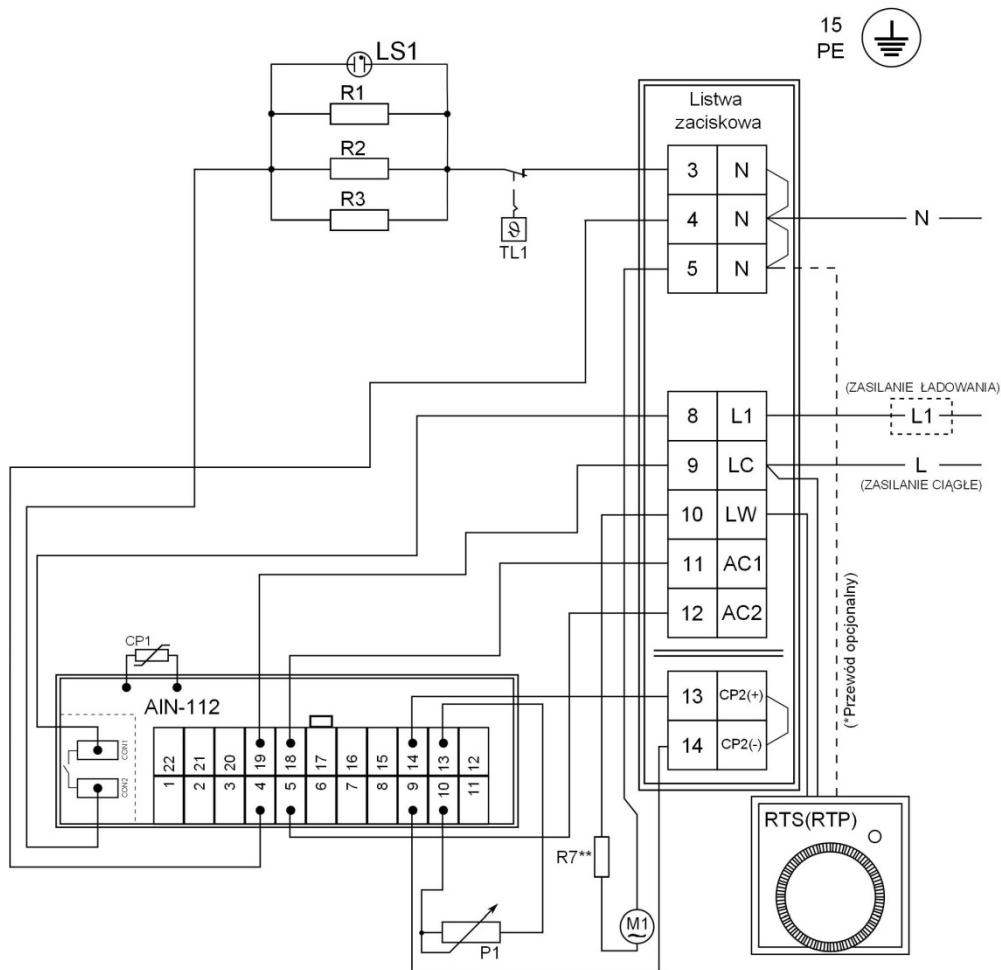 15
PE
LS1
R1
R2
R3
TL1
Listwa
zaciskowa
3 N
4 N
5 N
N
8 L1
9 LC
10 LW
11 AC1
12 AC2
13 CP2(+)
14 CP2(-)
(ZASILANIE ŁADOWANIA)
L1
L
(ZASILANIE CIĄGŁE)
(*Przewód opcjonalny)
CP1
AIN-112
CON1
CON2
22 21 20 19 18 17 16 15 14 13 12
1 2 3 4 5 6 7 8 9 10 11
P1
R7**
M1
RTS(RTP)